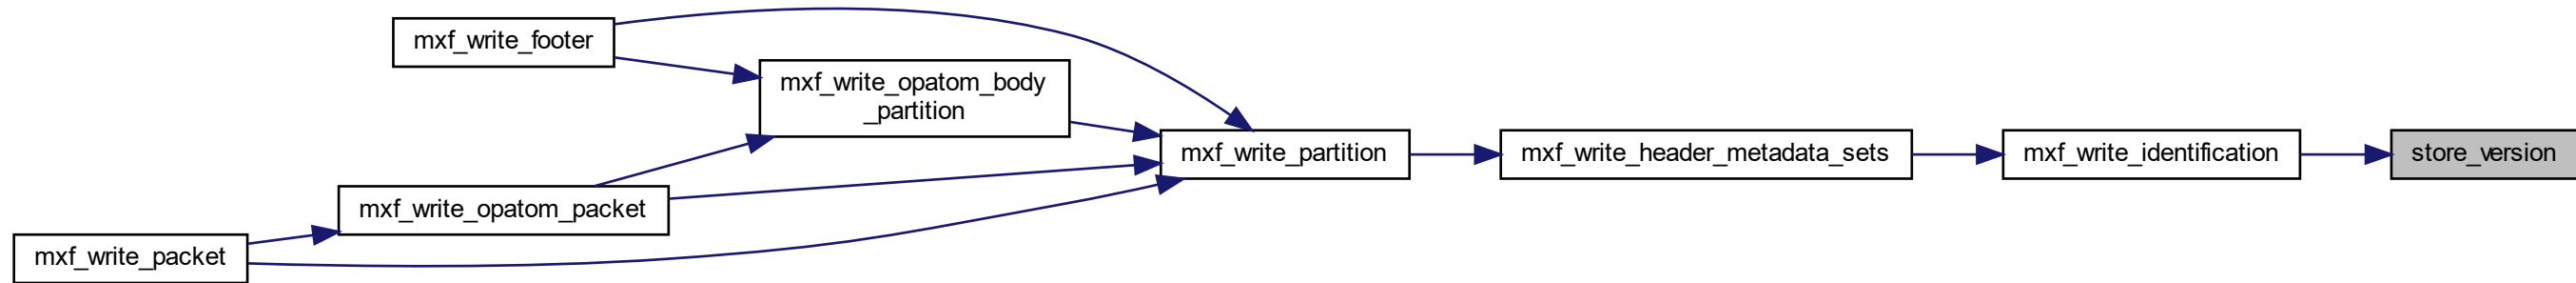 mxf_write_footer
mxf_write_opatom_body
_partition
mxf_write_partition
mxf_write_header_metadata_sets
mxf_write_identification
store_version
mxf_write_opatom_packet
mxf_write_packet